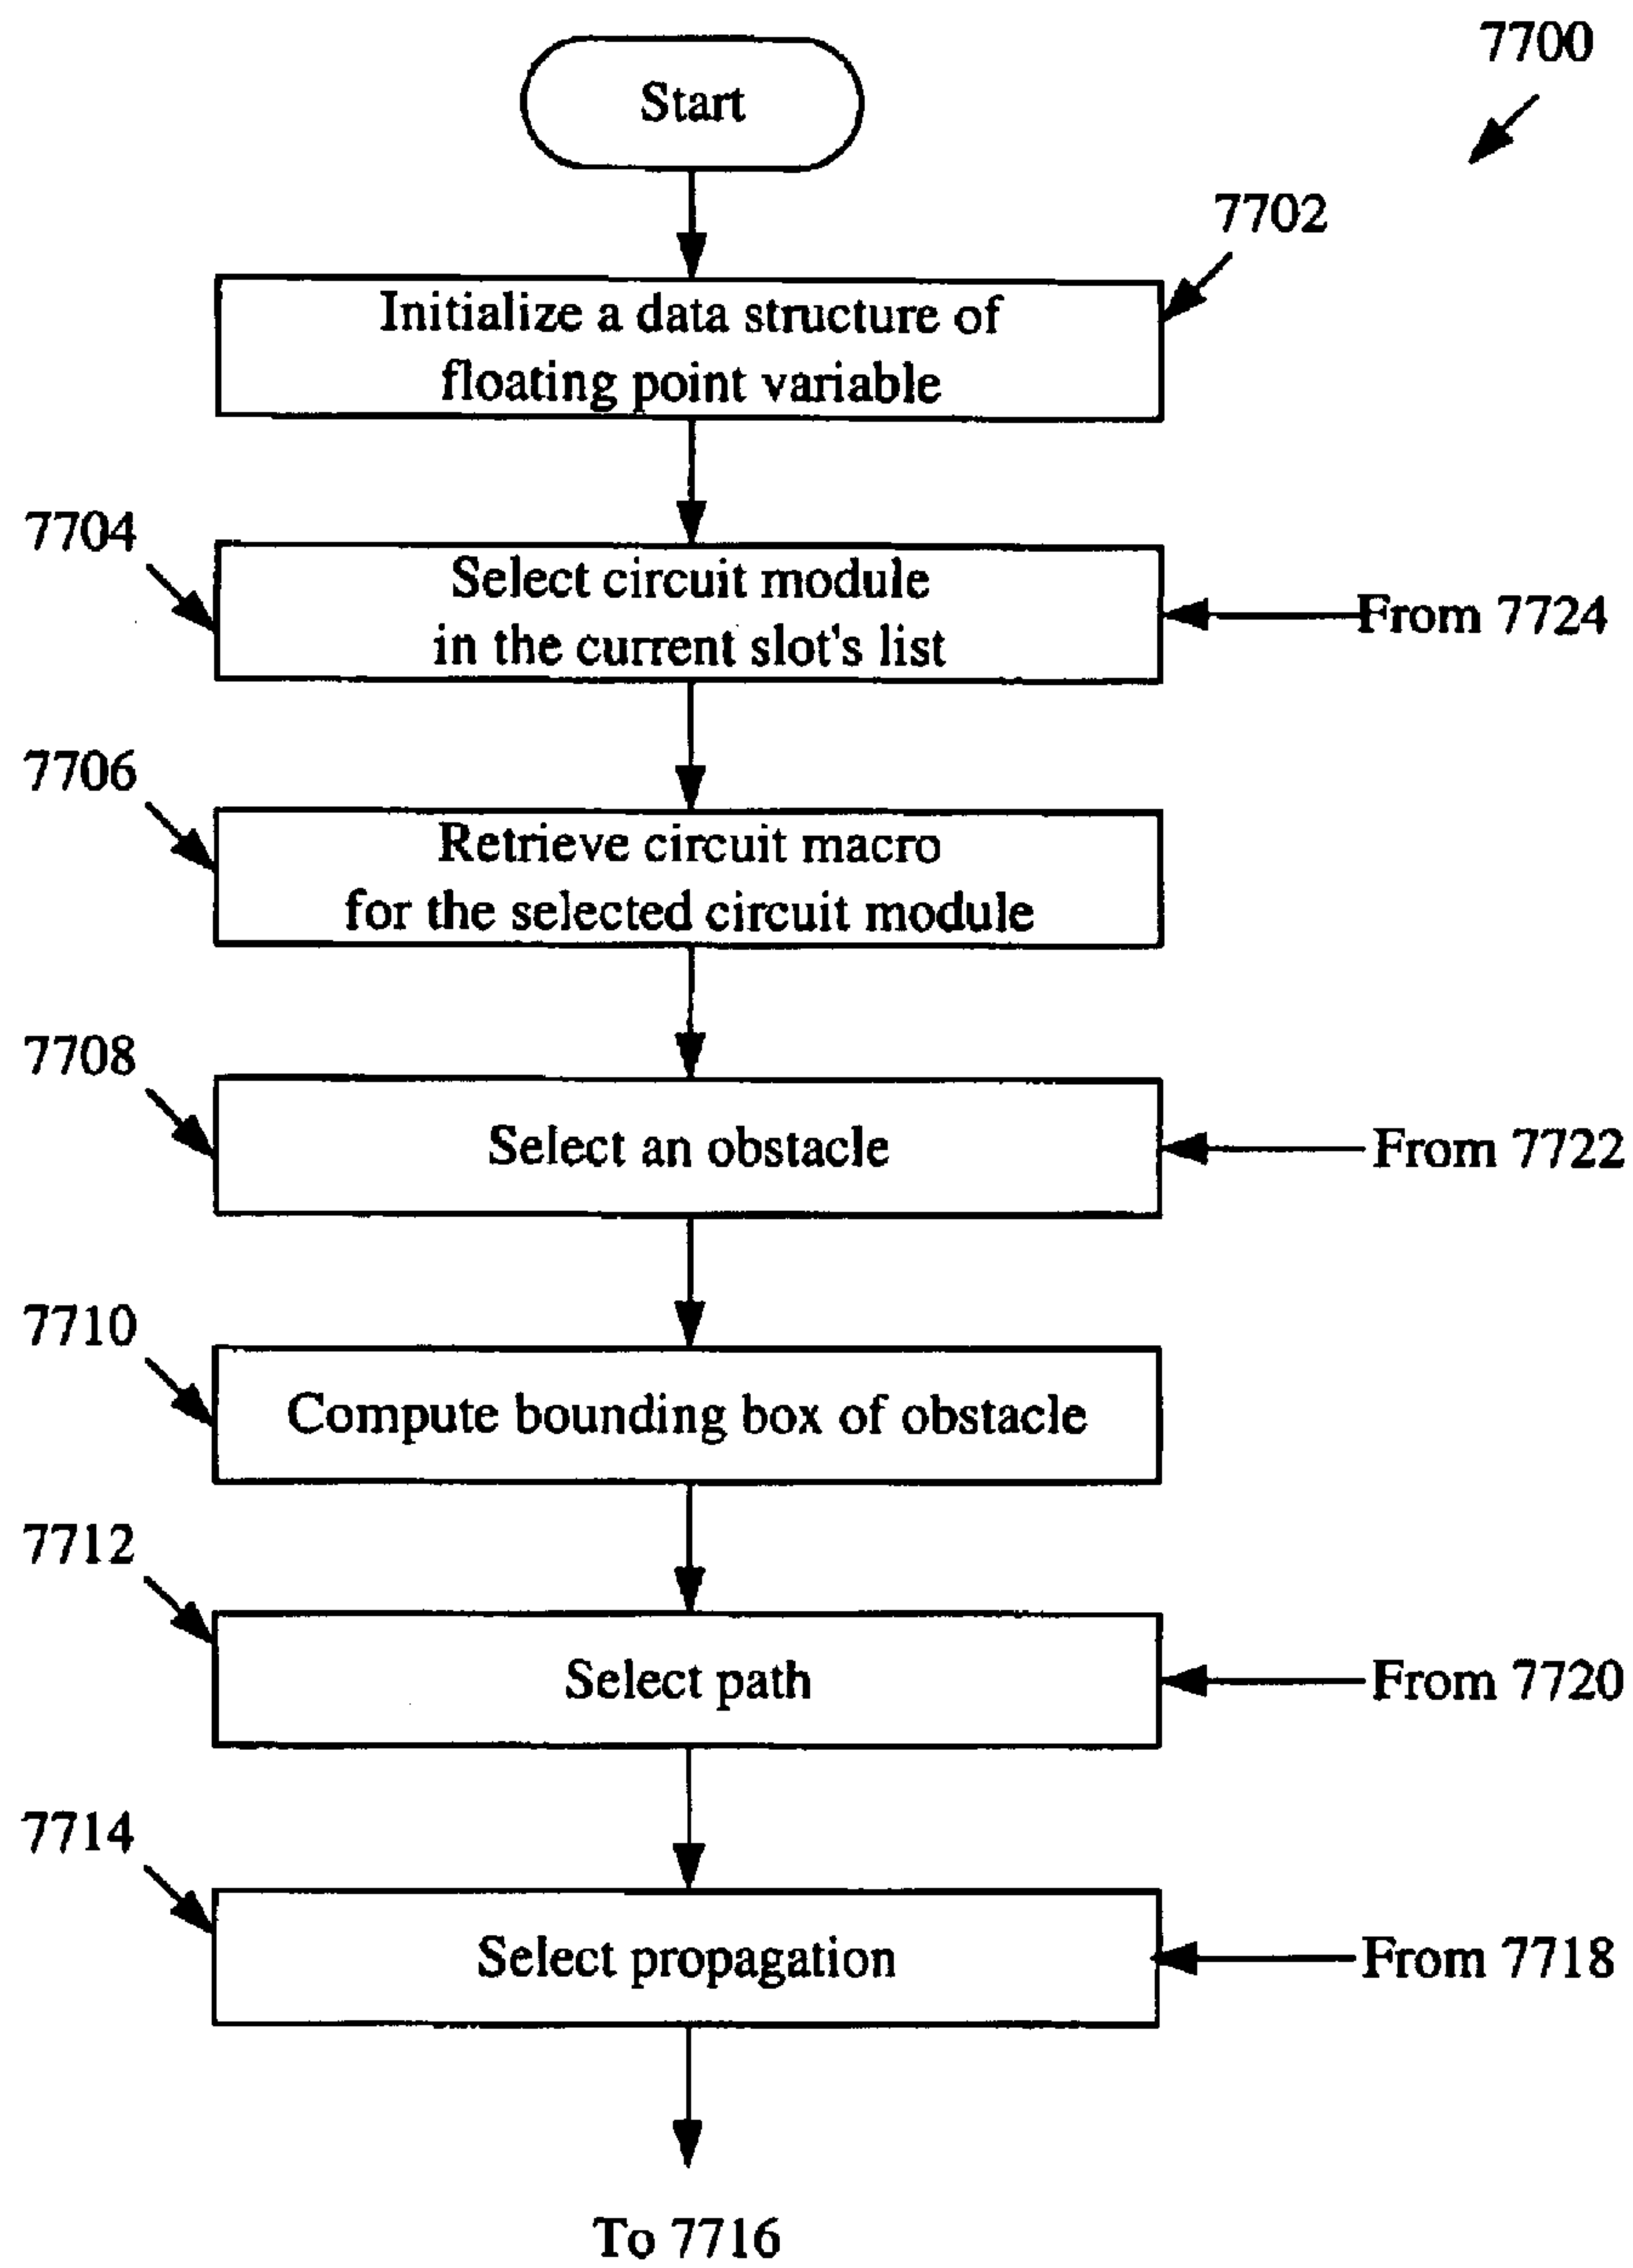 7700
Start
7702
Initialize a data structure of
floating point variable
7704
Select circuit module
in the current slot's list
From 7724
7706
Retrieve circuit macro
for the selected circuit module
7708
Select an obstacle
From 7722
7710
Compute bounding box of obstacle
7712
Select path
From 7720
7714
Select propagation
From 7718
To 7716